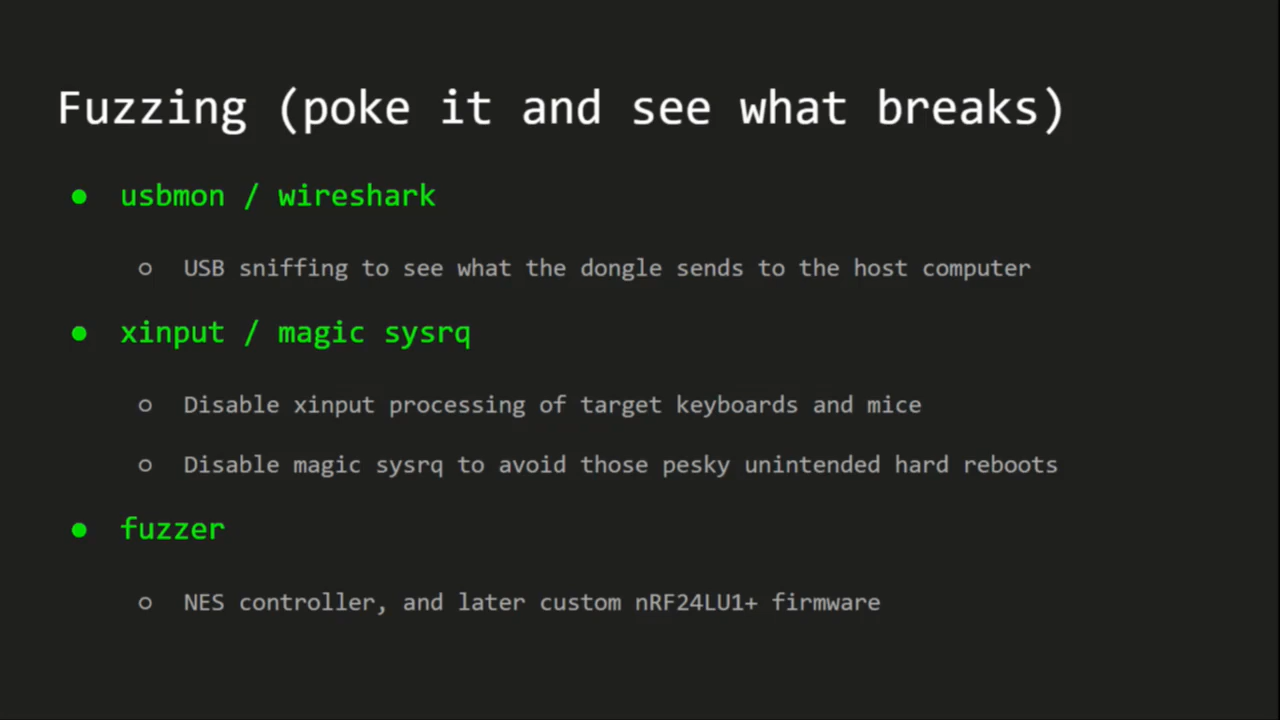 Fuzzing (poke it and see what breaks)
● usbmon / wireshark
○ USB sniffing to see what the dongle sends to the host computer
● xinput / magic sysrq
○ Disable xinput processing of target keyboards and mice
○ Disable magic sysrq to avoid those pesky unintended hard reboots
● fuzzer
○ NES controller, and later custom nRF24LU1+ firmware